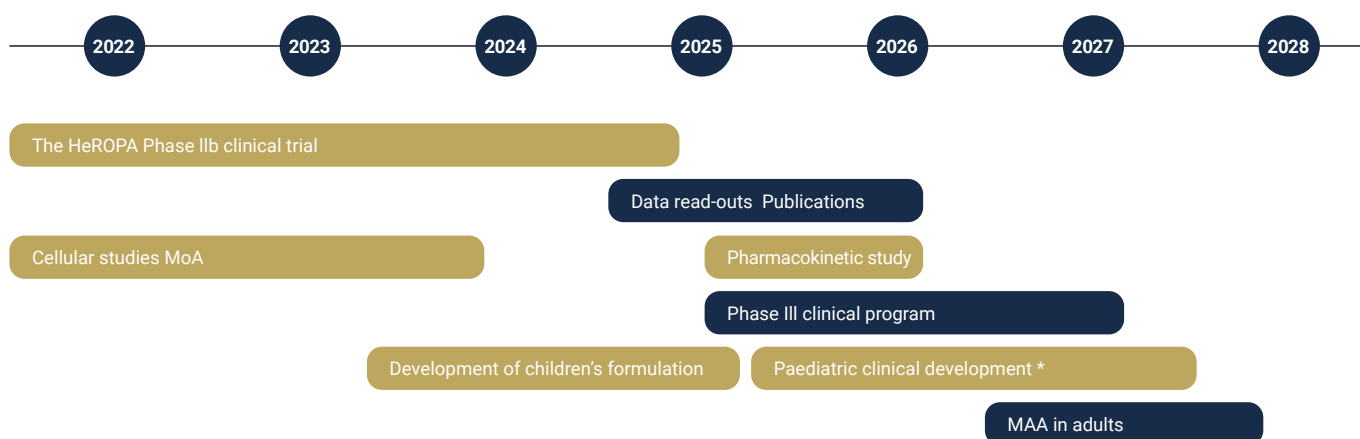 2022 2023 2024 2025 2026 2027 2028
The HeROPA Phase llb clinical trial
Data read-outs Publications
Cellular studies MoA Pharmacokinetic study
Phase III clinical program
Development of children’s formulation Paediatric clinical development *
MAA in adults